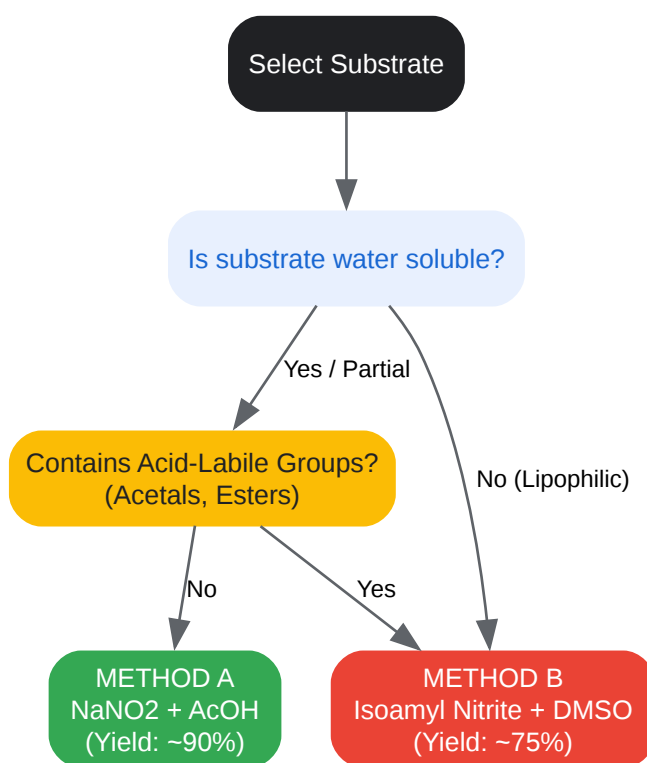 Select Substrate
Is substrate water soluble?
Yes / Partial
Contains Acid-Labile Groups?
(Acetals, Esters)
No (Lipophilic)
No
Yes
METHOD A
NaNO2 + AcOH
(Yield: ~90%)
METHOD B
Isoamyl Nitrite + DMSO
(Yield: ~75%)